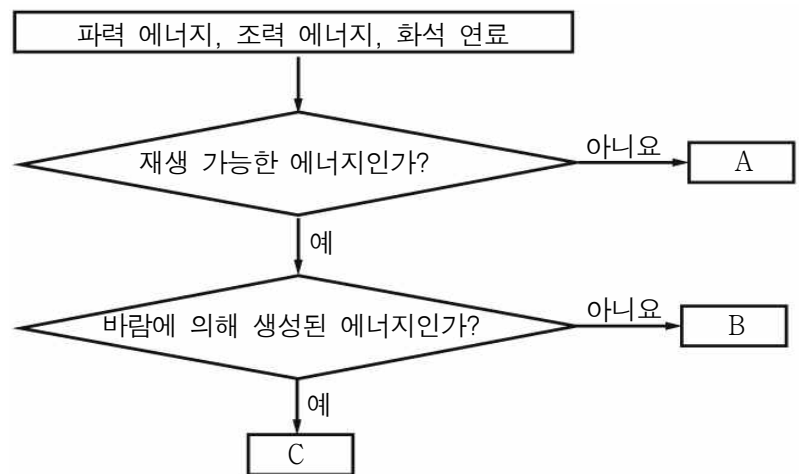 파력 에너지, 조력 에너지, 화석 연료
재생 가능한 에너지인가?
아니요
A
예
바람에 의해 생성된 에너지인가?
아니요
B
예
C